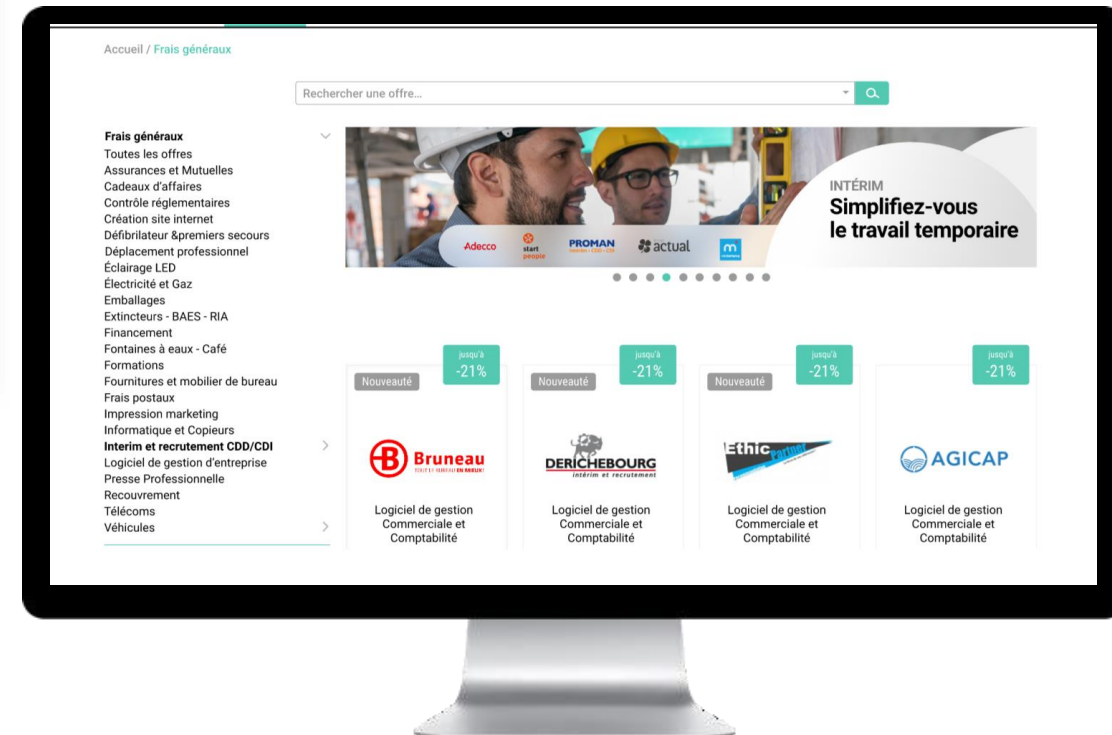 Accueil / Frais généraux
Rechercher une offre...
Frais généraux
Toutes les offres
Assurances et Mutuelles
Cadeaux d'affaires
Contrôle réglementaires
Création site internet
Défibrilateur &premiers secours
Déplacement professionnel
Éclairage LED
Électricité et Gaz
Emballages
Extincteurs - BAES - RIA
Financement
Fontaines à eaux - Café
Formations
Fournitures et mobilier de bureau
Frais postaux
Impression marketing
Informatique et Copieurs
Interim et recrutement CDD/CDI
Logiciel de gestion d'entreprise
Presse Professionnelle
Recouvrement
Télécoms
Véhicules
INTÉRIM
Simplifiez-vous
le travail temporaire
Adecco
start
people
PROMAN
actual
m
jusqu'à
-21%
Nouveauté
B Bruneau
Logiciel de gestion
Commerciale et
Comptabilité
jusqu'à
-21%
Nouveauté
DERICHEBOURG
intérim et recrutement
Logiciel de gestion
Commerciale et
Comptabilité
jusqu'à
-21%
Nouveauté
Ethic
Partner
Logiciel de gestion
Commerciale et
Comptabilité
jusqu'à
-21%
AGICAP
Logiciel de gestion
Commerciale et
Comptabilité